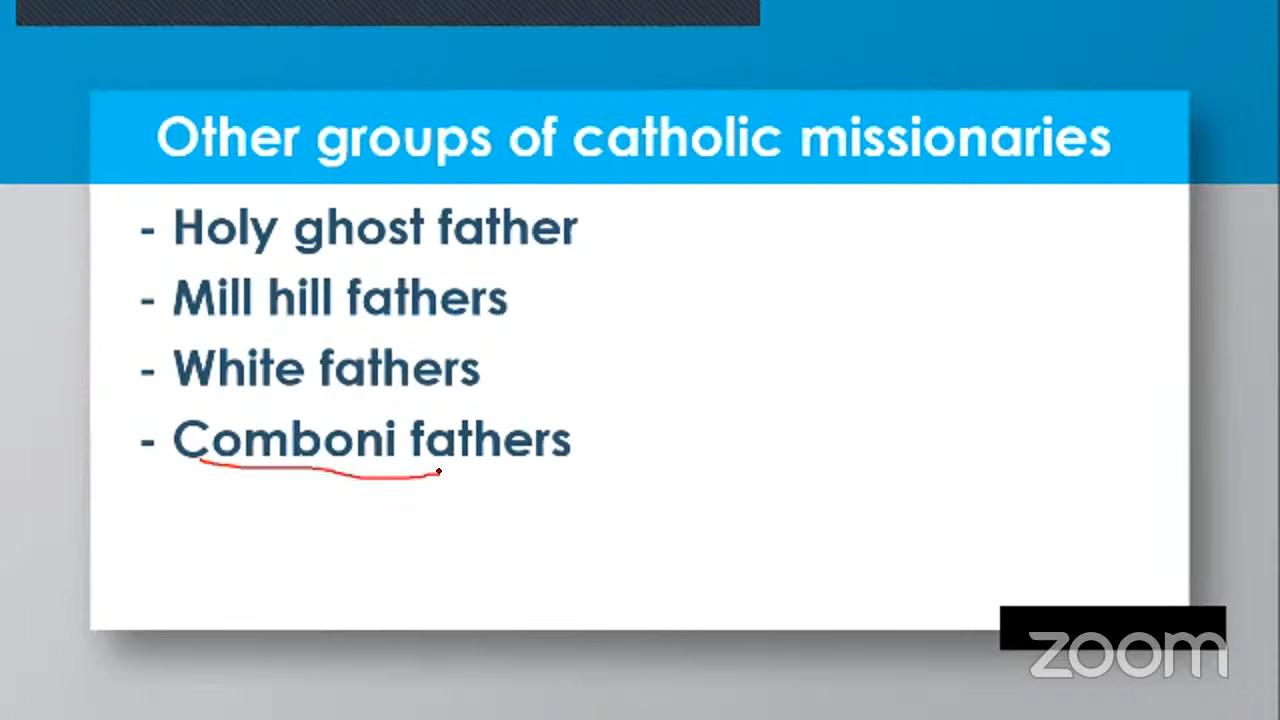 Other groups of catholic missionaries
- Holy ghost father
- Mill hill fathers
- White fathers
- Comboni fathers
zoom